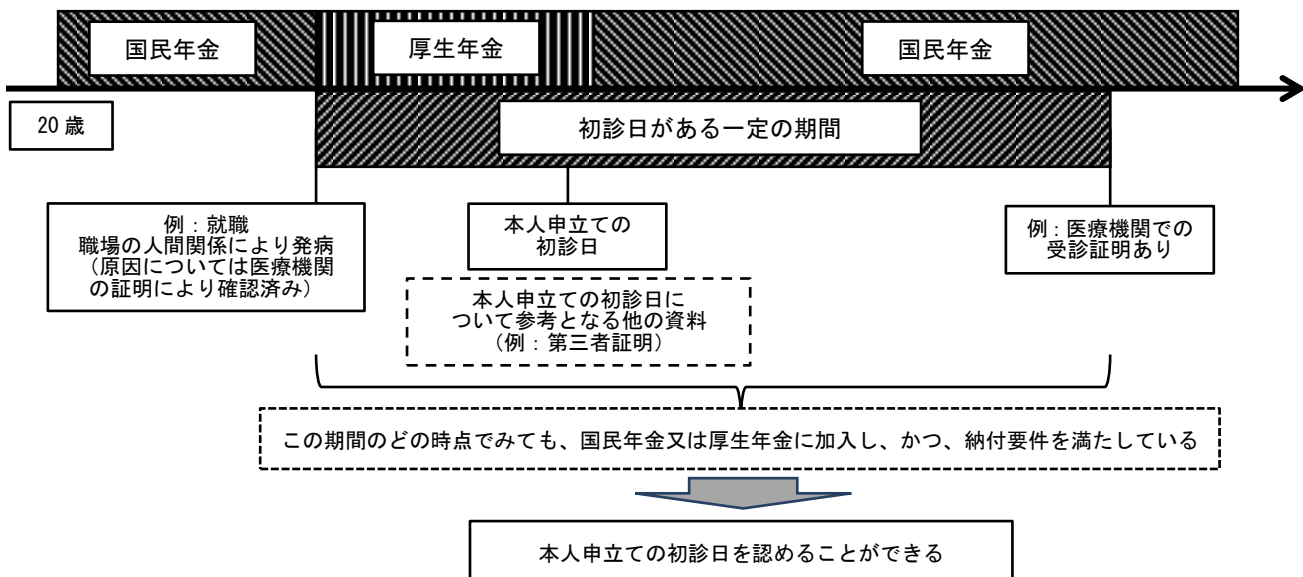 国民年金
厚生年金
国民年金
20 歳
初診日がある一定の期間
例：就職
職場の人間関係により発病
（原因については医療機関
の証明により確認済み）
本人申立ての
初診日
例：医療機関での
受診証明あり
本人申立ての初診日に
ついて参考となる他の資料
（例：第三者証明）
この期間のどの時点でみても、国民年金又は厚生年金に加入し、かつ、納付要件を満たしている
本人申立ての初診日を認めることができる